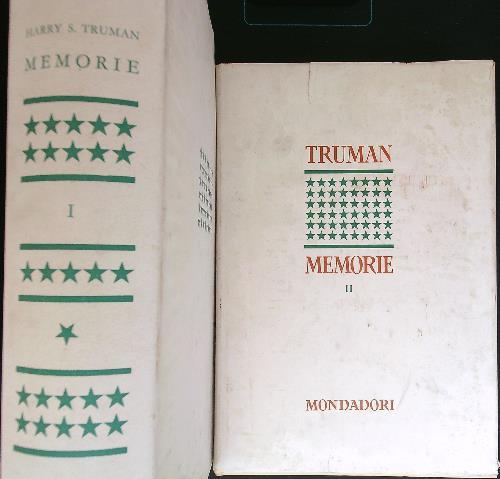 HARRY S. TRUMAN
MEMORIE
I
TRUMAN
MEMORIE
II
MONDADORI